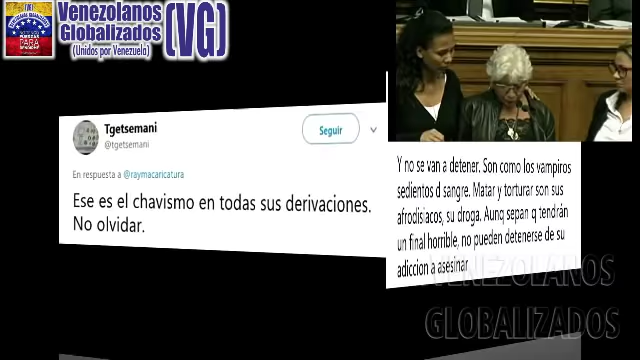 Venezolanos
Globalizados
(Unidos por Venezuela)
(VG)
Tgetsemani
@tgetsemani
Seguir
En respuesta a @raymacaricatura
Ese es el chavismo en todas sus derivaciones.
No olvidar.
Y no se van a detener. Son como los vampiros
sedientos d sangre. Matar y torturar son sus
afrodisiacos, su droga. Aunq sepan q tendrán
un final horrible, no pueden detenerse de su
adiccion a asesinar
VENEZOLANOS
GLOBALIZADOS